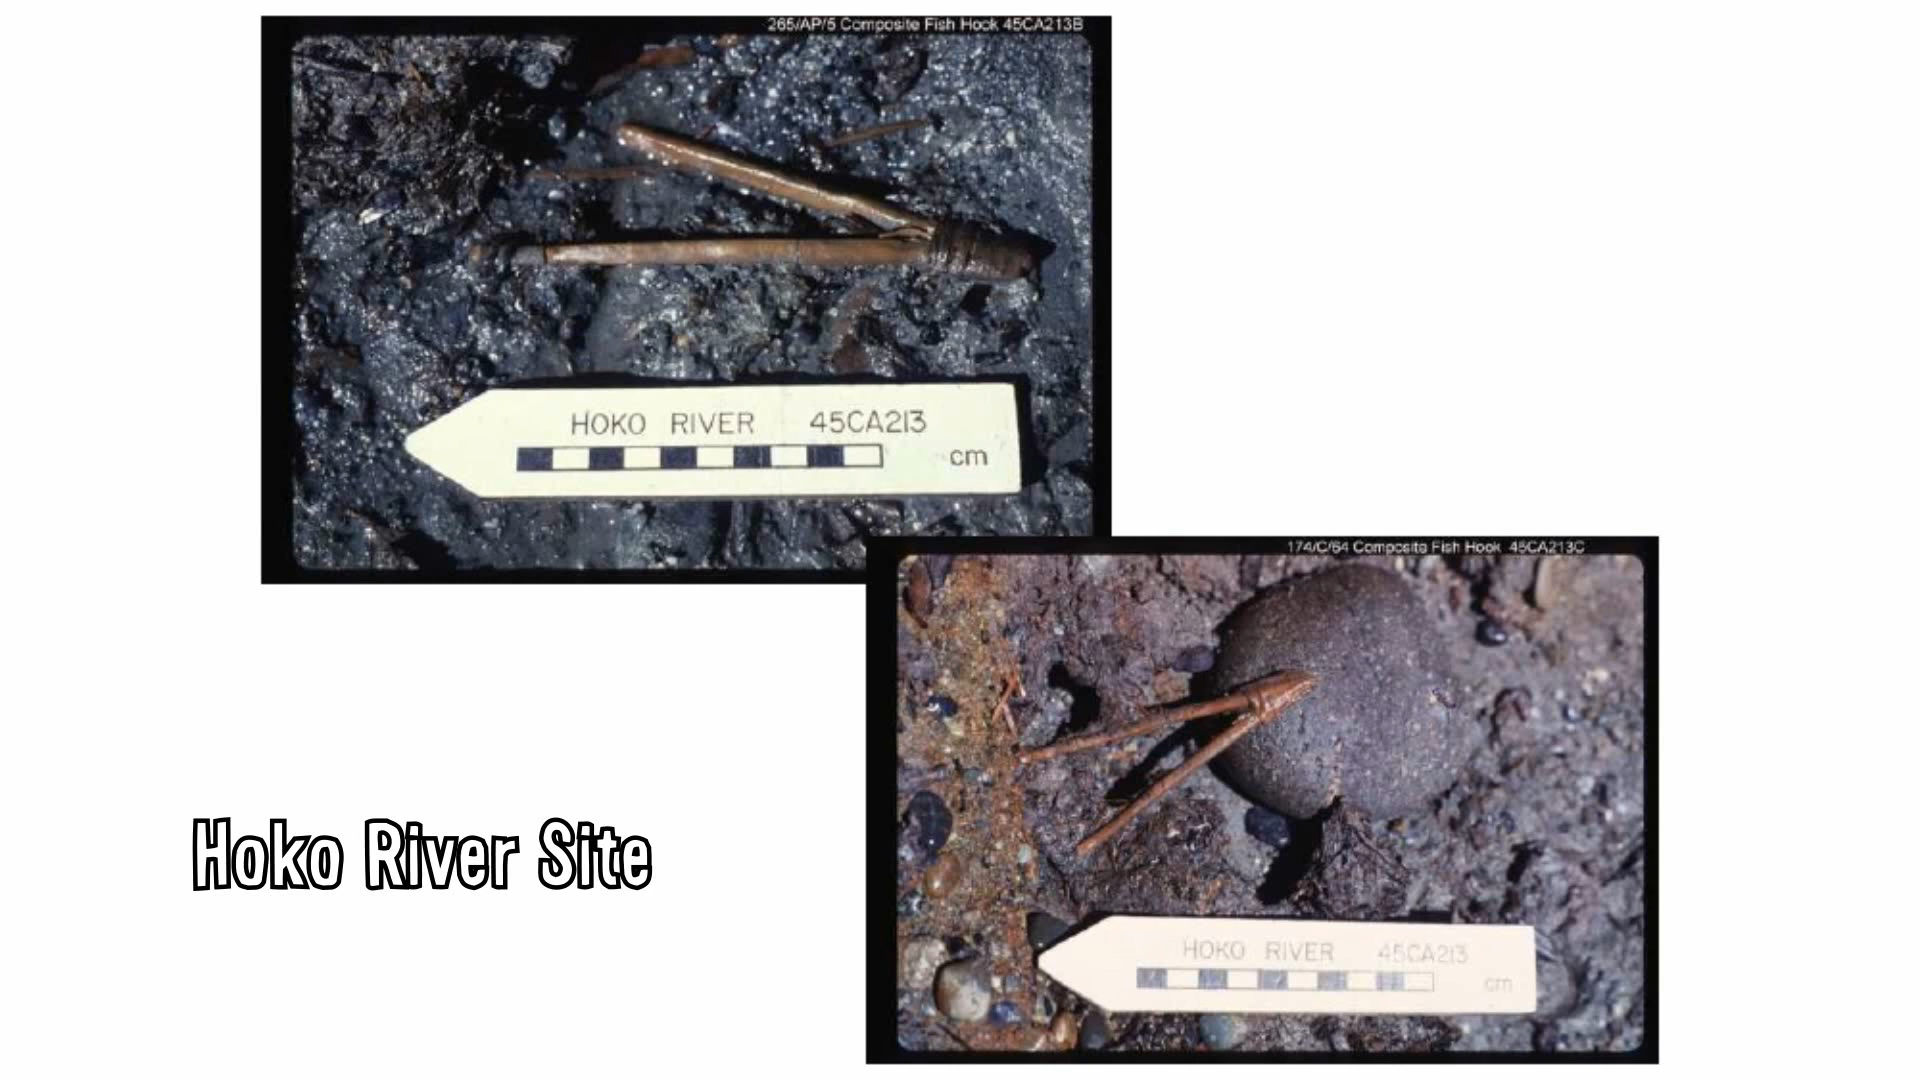 265/AP/5 Composite Fish Hook 45CA213B
HOKO RIVER 45CA213
cm
174/C/64 Composite Fish Hook 45CA213C
HOKO RIVER 45CA213
cm
Hoko River Site